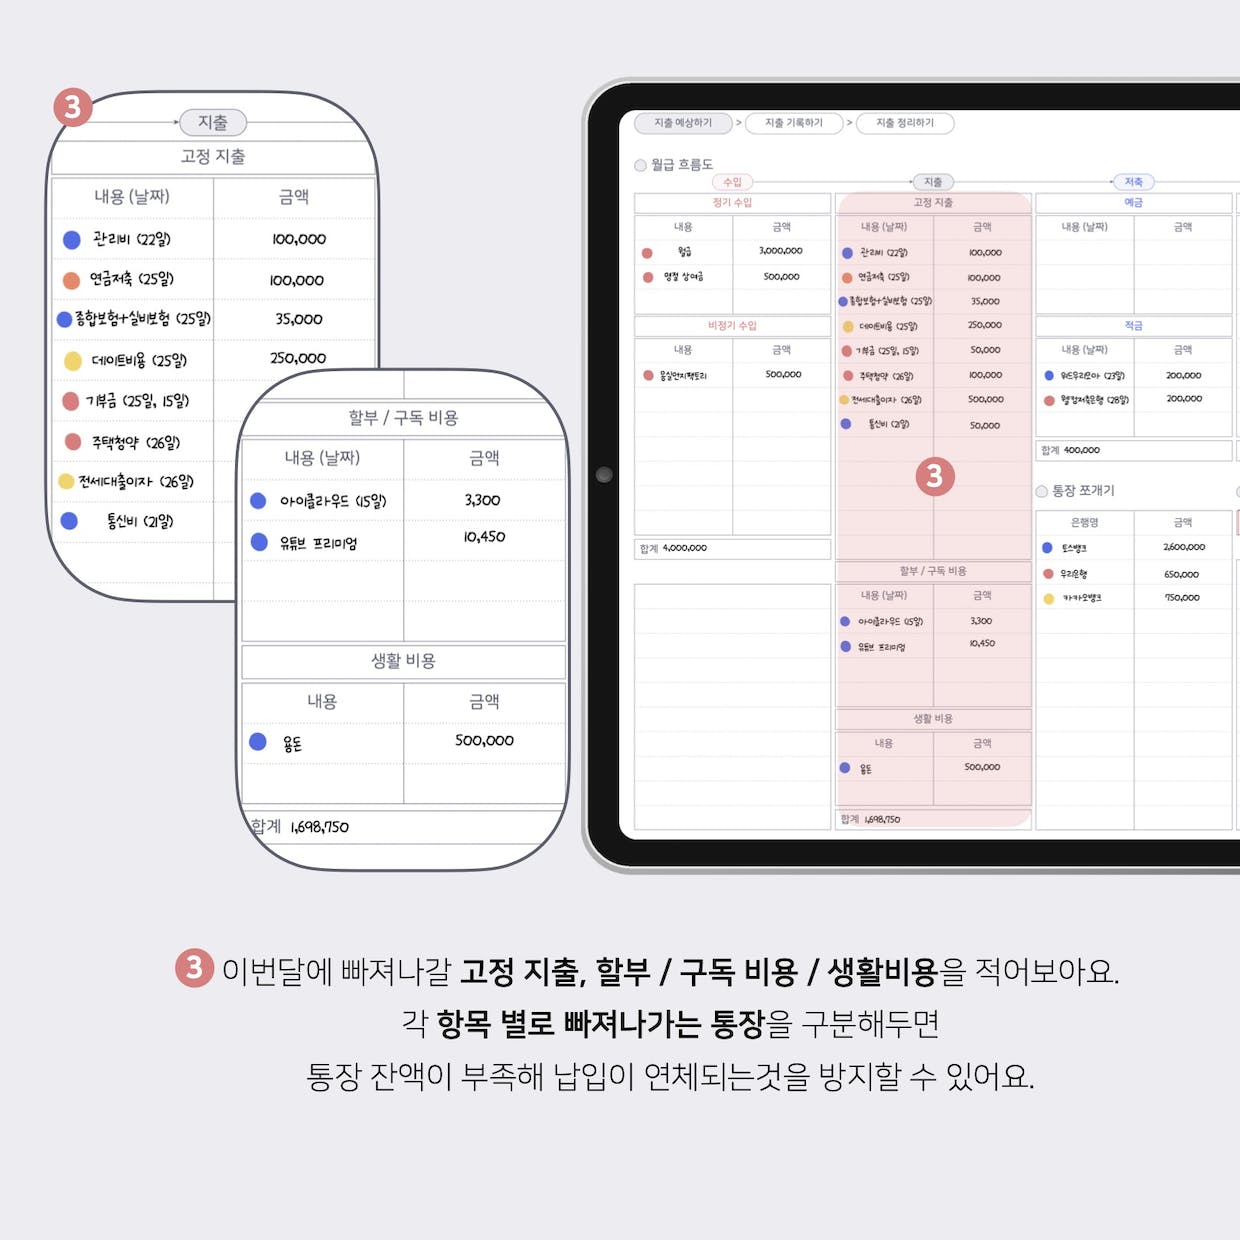 3
지출
고정 지출
내용 (날짜) 금액
관리비 (22일) 100,000
연금저축 (25일) 100,000
종합보험+실비보험 (25일) 35,000
데이트비용 (25일) 250,000
기부금 (25일, 15일)
주택청약 (26일)
전세대출이자 (26일)
통신비 (21일)
할부 / 구독 비용
내용 (날짜) 금액
아이클라우드 (15일) 3,300
유튜브 프리미엄 10,450
생활 비용
내용 금액
용돈 500,000
합계 1,698,750
지출 예상하기 > 지출 기록하기 > 지출 정리하기
월급 흐름도
수입 지출 저축
정기 수입
내용 금액
월급 3,000,000
명절 상여금 500,000
비정기 수입
내용 금액
몽실언니팩토리 500,000
합계 4,000,000
고정 지출
내용 (날짜) 금액
관리비 (22일) 100,000
연금저축 (25일) 100,000
종합보험+실비보험 (25일) 35,000
데이트비용 (25일) 250,000
기부금 (25일, 15일) 50,000
주택청약 (26일) 100,000
전세대출이자 (26일) 500,000
통신비 (21일) 50,000
3
할부 / 구독 비용
내용 (날짜) 금액
아이클라우드 (15일) 3,300
유튜브 프리미엄 10,450
생활 비용
내용 금액
용돈 500,000
합계 1,698,750
예금
내용 (날짜) 금액
적금
내용 (날짜) 금액
위드우리모아 (23일) 200,000
웰컴저축은행 (28일) 200,000
합계 400,000
통장 쪼개기
은행명 금액
토스뱅크 2,600,000
우리은행 650,000
카카오뱅크 750,000
3 이번달에 빠져나갈 고정 지출, 할부 / 구독 비용 / 생활비용을 적어보아요.
각 항목 별로 빠져나가는 통장을 구분해두면
통장 잔액이 부족해 납입이 연체되는것을 방지할 수 있어요.